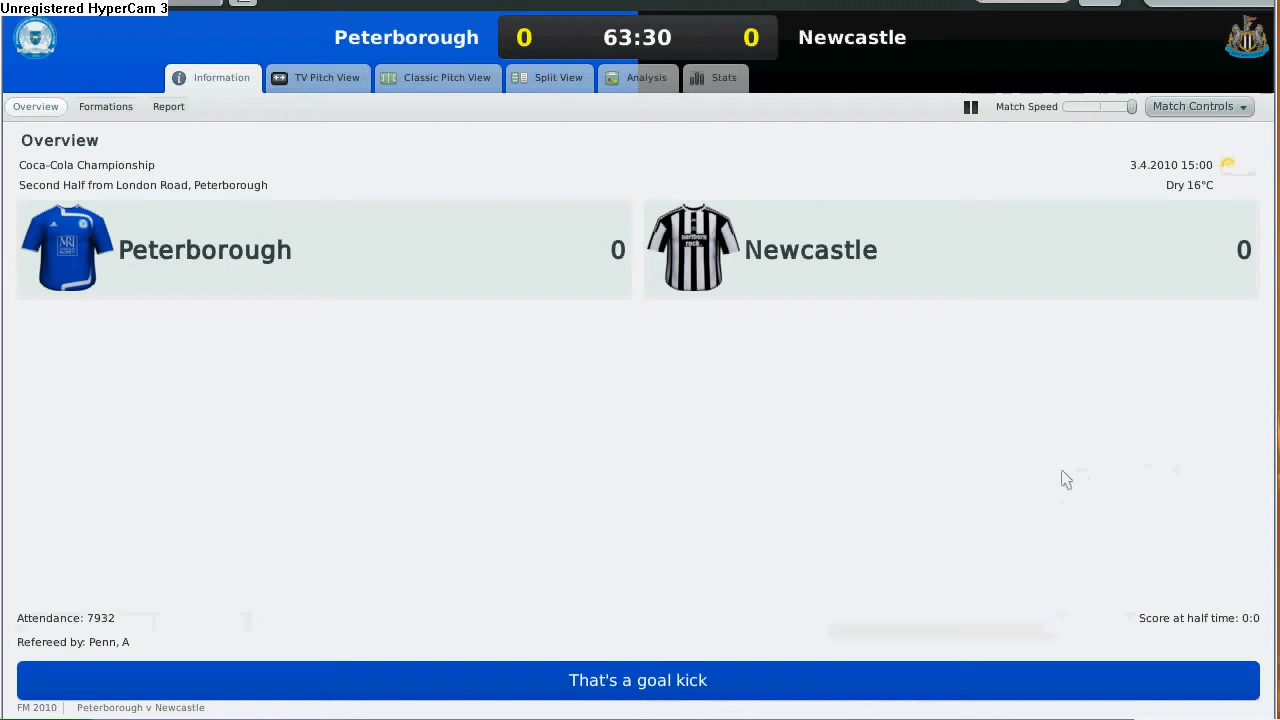 Unregistered HyperCam 3
Peterborough 0 63:30 0 Newcastle
Information TV Pitch View Classic Pitch View Split View Analysis Stats
Overview Formations Report Match Speed Match Controls
Overview
Coca-Cola Championship 3.4.2010 15:00
Second Half from London Road, Peterborough Dry 16°C
Peterborough 0 Newcastle 0
northern
rock
Attendance: 7932 Score at half time: 0:0
Refereed by: Penn, A
That's a goal kick
FM 2010 Peterborough v Newcastle